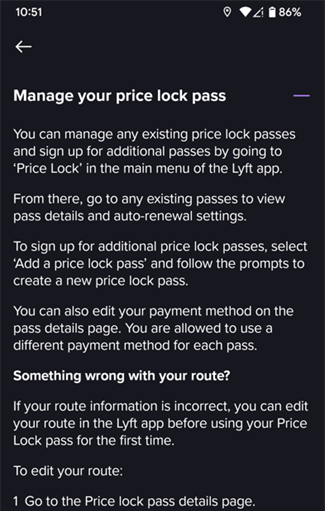 10:51
86%
Manage your price lock pass
You can manage any existing price lock passes
and sign up for additional passes by going to
‘Price Lock’ in the main menu of the Lyft app.
From there, go to any existing passes to view
pass details and auto-renewal settings.
To sign up for additional price lock passes, select
‘Add a price lock pass’ and follow the prompts to
create a new price lock pass.
You can also edit your payment method on the
pass details page. You are allowed to use a
different payment method for each pass.
Something wrong with your route?
If your route information is incorrect, you can edit
your route in the Lyft app before using your Price
Lock pass for the first time.
To edit your route:
1 Go to the Price lock pass details page.